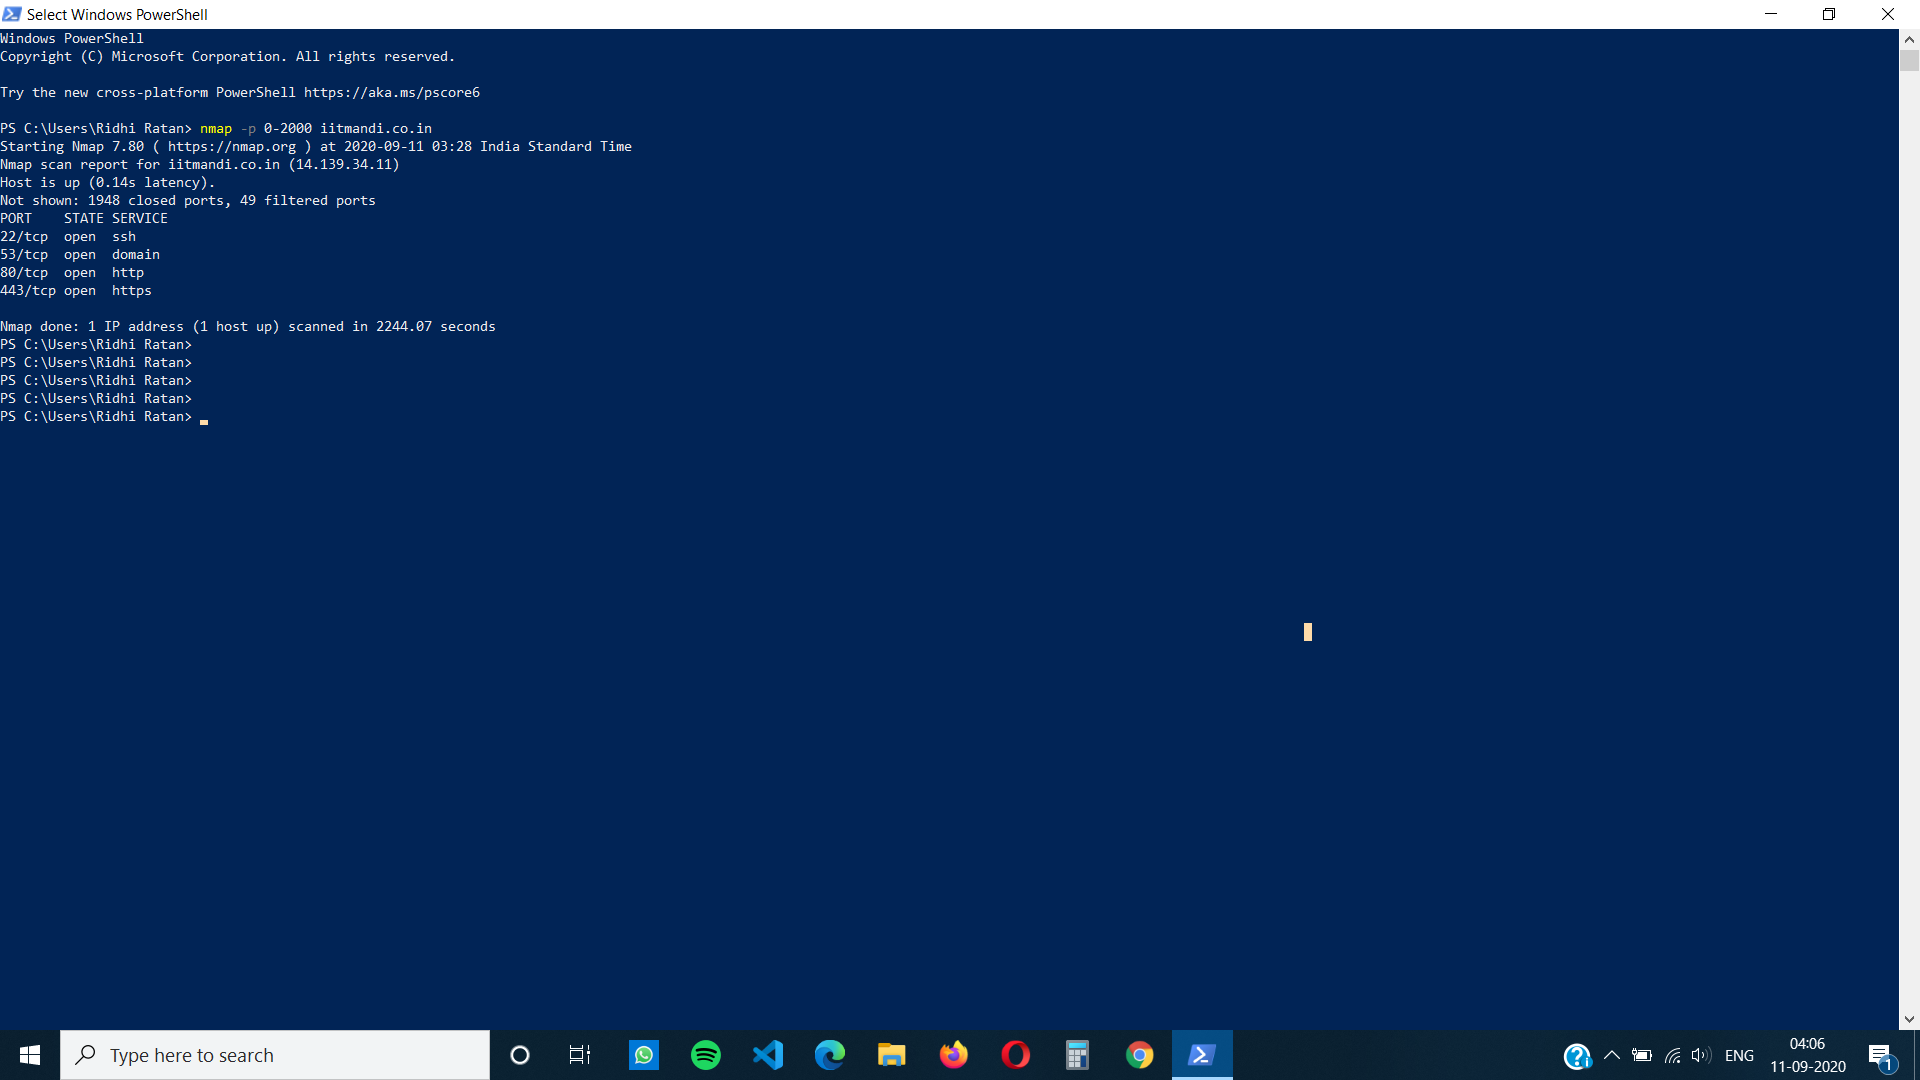 Select Windows PowerShell
Windows PowerShell
Copyright (C) Microsoft Corporation. All rights reserved.
Try the new cross-platform PowerShell https://aka.ms/pscore6
PS C:\Users\Ridhi Ratan> nmap -p 0-2000 iitmandi.co.in
Starting Nmap 7.80 ( https://nmap.org ) at 2020-09-11 03:28 India Standard Time
Nmap scan report for iitmandi.co.in (14.139.34.11)
Host is up (0.14s latency).
Not shown: 1948 closed ports, 49 filtered ports
PORT    STATE SERVICE
22/tcp  open  ssh
53/tcp  open  domain
80/tcp  open  http
443/tcp open  https
Nmap done: 1 IP address (1 host up) scanned in 2244.07 seconds
PS C:\Users\Ridhi Ratan>
PS C:\Users\Ridhi Ratan>
PS C:\Users\Ridhi Ratan>
PS C:\Users\Ridhi Ratan>
PS C:\Users\Ridhi Ratan>
Type here to search
ENG
04:06
11-09-2020
1